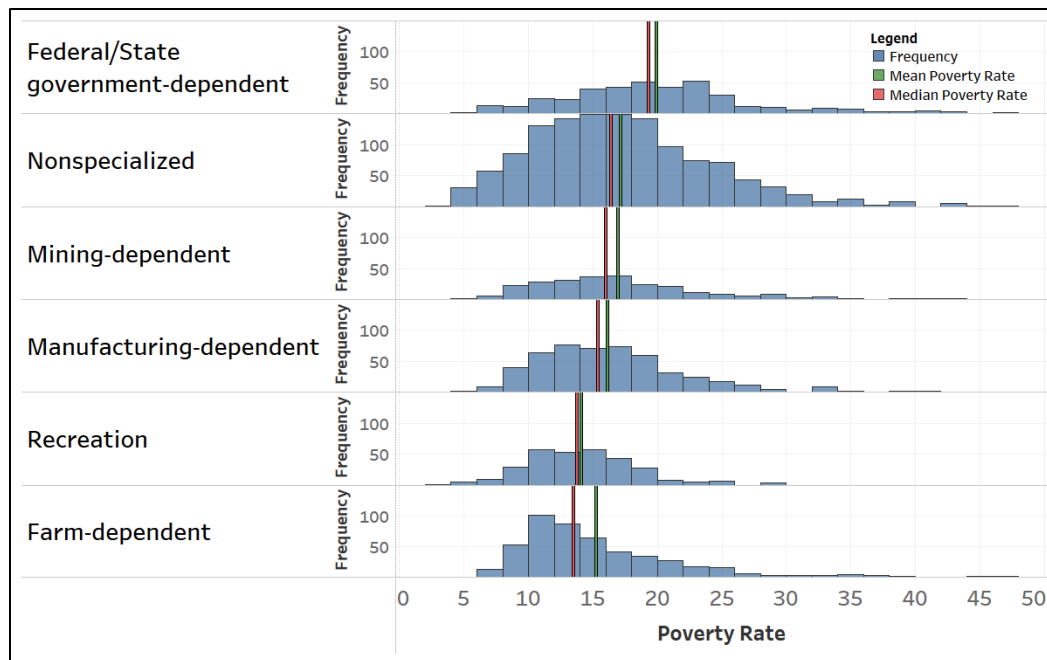 Federal/State
government-dependent
Frequency
100
50
Legend
Frequency
Mean Poverty Rate
Median Poverty Rate
Nonspecialized
Frequency
100
50
Mining-dependent
Frequency
100
50
Manufacturing-dependent
Frequency
100
50
Recreation
Frequency
100
50
Farm-dependent
Frequency
100
50
0 5 10 15 20 25 30 35 40 45 50
Poverty Rate